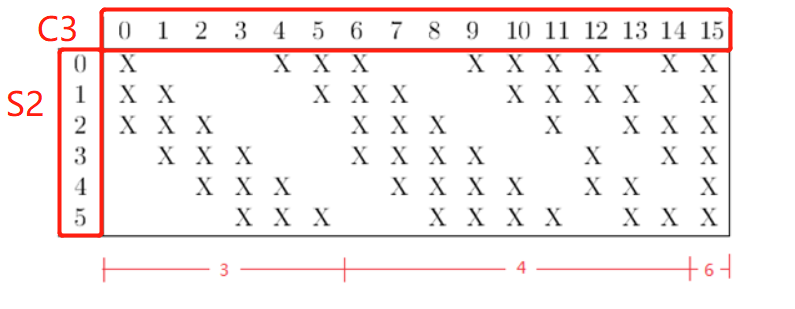 C3 0 1 2 3 4 5 6 7 8 9 10 11 12 13 14 15
S2
0 X X X X X X X X X X
1 X X X X X X X X X X
2 X X X X X X X X X X
3 X X X X X X X X X X
4 X X X X X X X X X X
5 X X X X X X X X X X
3 4 6